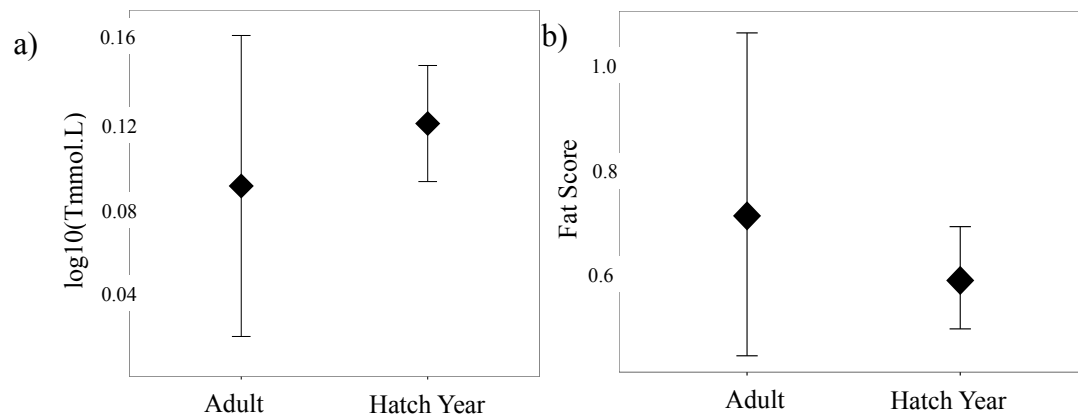 a)
log10(Tmmol.L)
0.16
0.12
0.08
0.04
Adult
Hatch Year
b)
Fat Score
1.0
0.8
0.6
Adult
Hatch Year